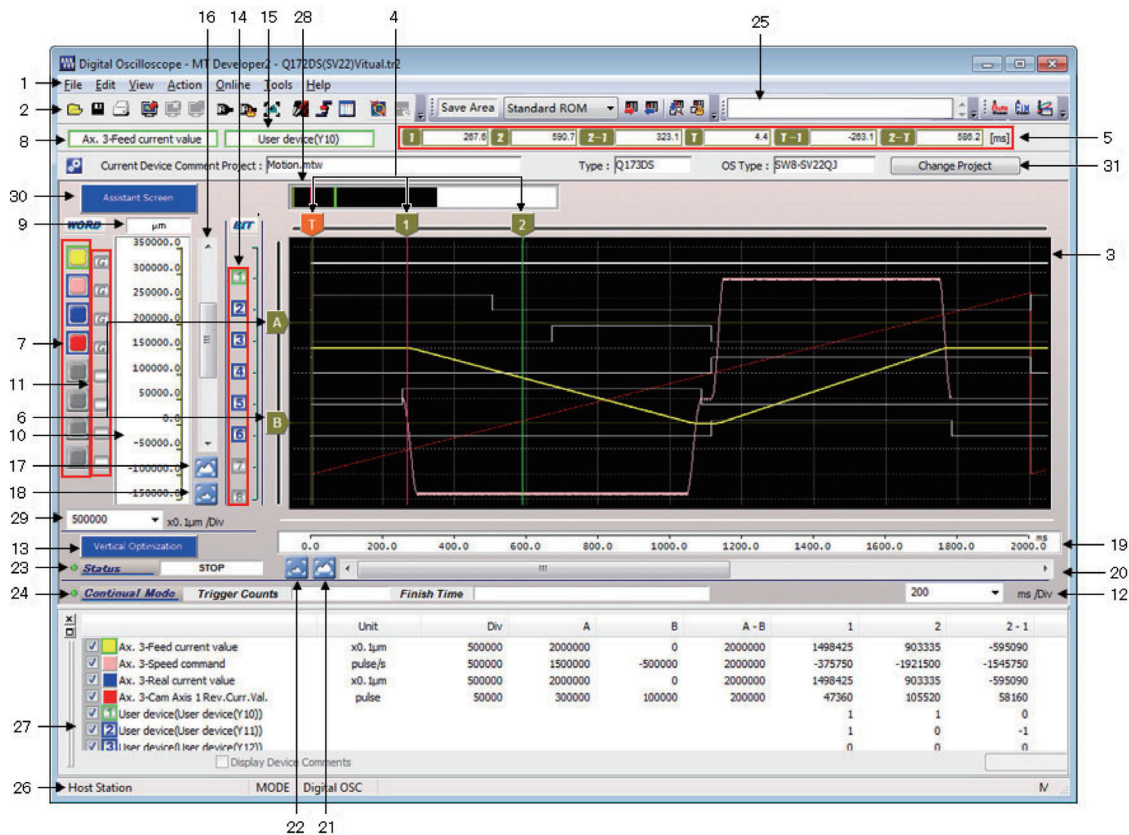 16 14 15 28 4 25
Digital Oscilloscope - MT Developer2 - Q172DS(SV22)Vitual.tr2
1 File Edit View Action Online Tools Help
2 Save Area Standard ROM
8 Ax. 3-Feed current value User device(Y10) 1 267.6 2 590.7 2-1 323.1 T 4.4 T-1 -263.1 2-T 586.2 [ms] 5
Current Device Comment Project : Motion.mtw Type : Q173DS OS Type : SW8-SV22QJ Change Project 31
30 Assistant Screen
9 WORD µm BIT T 1 2
350000.0
300000.0 G 1 3
250000.0 G 2
200000.0 G 3 A
7 150000.0 G
11 100000.0 4
50000.0 5
6 0.0 B
10 -50000.0 6
17 -100000.0 7
18 -150000.0 8
29 500000 x0.1µm /Div
13 Vertical Optimization 0.0 200.0 400.0 600.0 800.0 1000.0 1200.0 1400.0 1600.0 1800.0 2000.0 ms 19
23 Status STOP 20
24 Continual Mode Trigger Counts Finish Time 200 ms /Div 12
Unit Div A B A - B 1 2 2 - 1
Ax. 3-Feed current value x0.1µm 500000 2000000 0 2000000 1498425 903335 -595090
Ax. 3-Speed command pulse/s 500000 1500000 -500000 2000000 -375750 -1921500 -1545750
Ax. 3-Real current value x0.1µm 500000 2000000 0 2000000 1498425 903335 -595090
Ax. 3-Cam Axis 1 Rev.Curr.Val. pulse 50000 300000 100000 200000 47360 105520 58160
1 User device(User device(Y10)) 1 1 0
27 2 User device(User device(Y11)) 1 0 -1
3 User device(User device(Y12)) 0 0 0
Display Device Comments
26 Host Station MODE Digital OSC
22 21